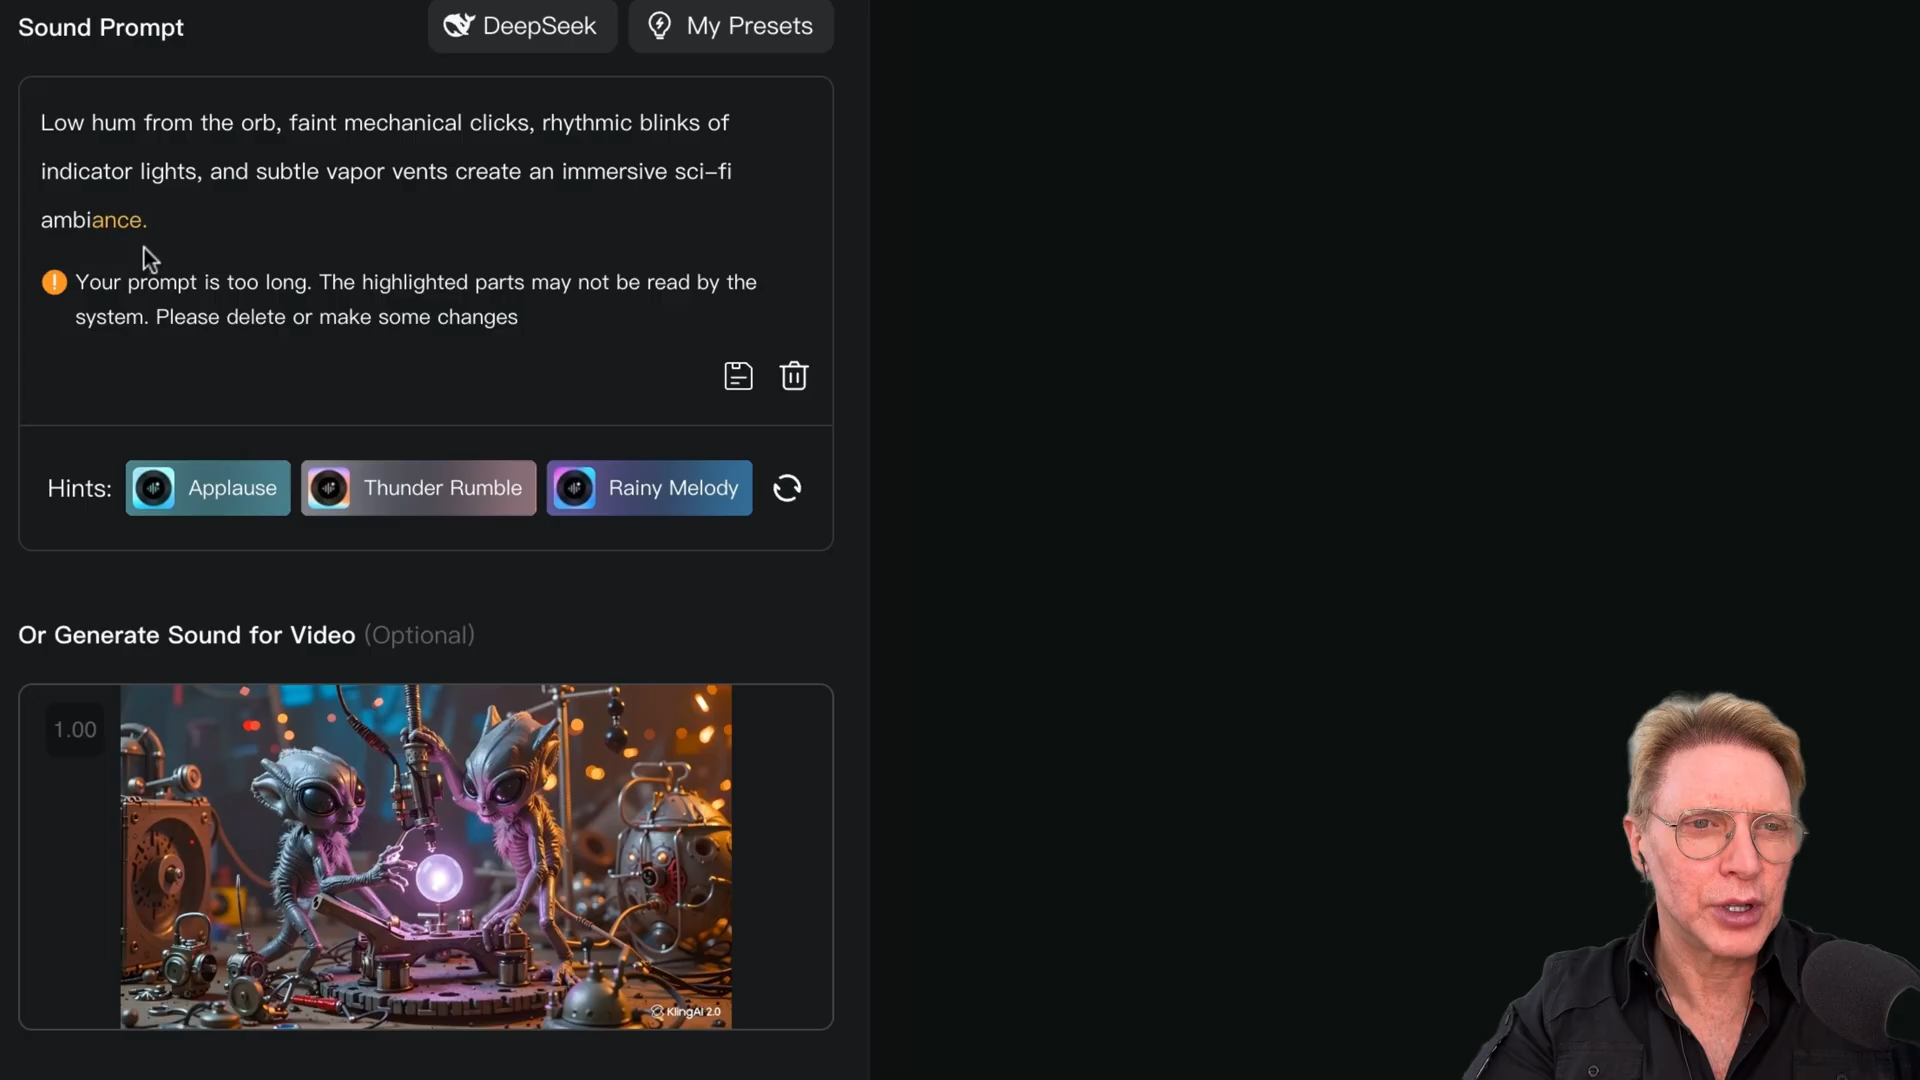 Sound Prompt
DeepSeek
My Presets
Low hum from the orb, faint mechanical clicks, rhythmic blinks of
indicator lights, and subtle vapor vents create an immersive sci-fi
ambiance.
Your prompt is too long. The highlighted parts may not be read by the
system. Please delete or make some changes
Hints:
Applause
Thunder Rumble
Rainy Melody
Or Generate Sound for Video (Optional)
1.00
KlingAI 2.0